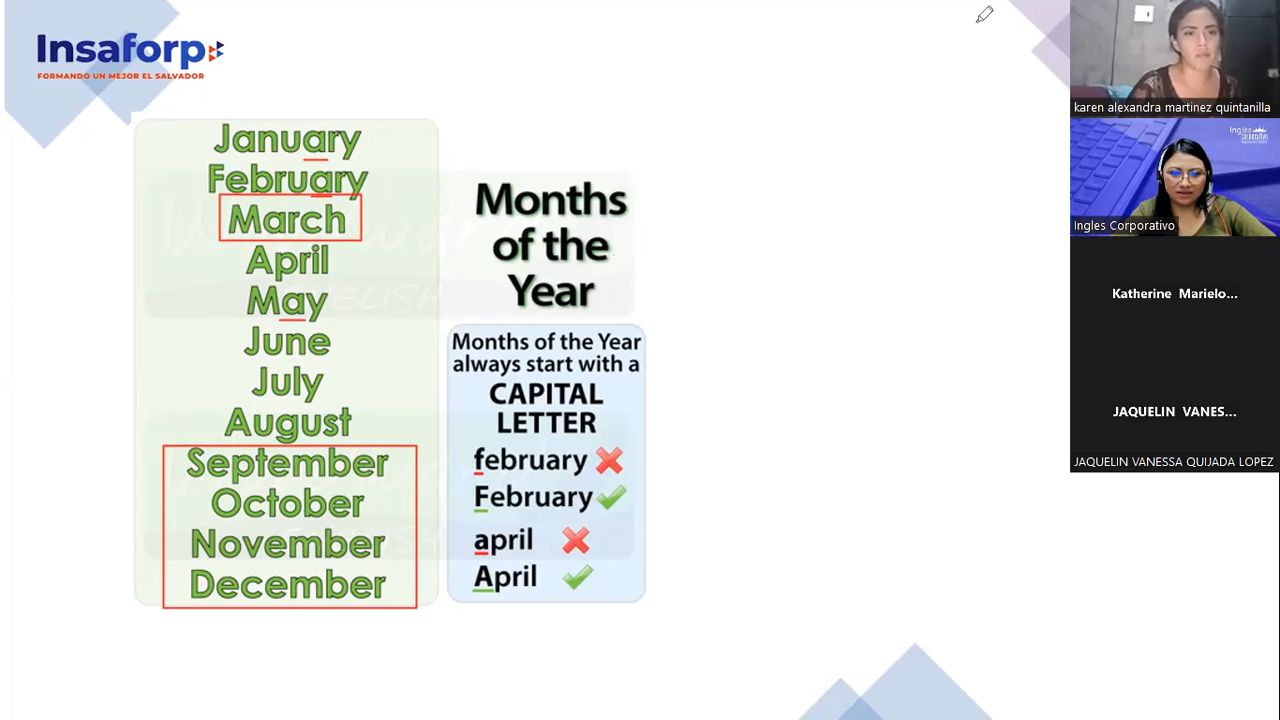 Insaforp
FORMANDO UN MEJOR EL SALVADOR
January
February
March
April
May
June
July
August
September
October
November
December
Months
of the
Year
Months of the Year
always start with a
CAPITAL
LETTER
february
February
april
April
karen alexandra martinez quintanilla
Ingles
CORPORATIVO
Ingles Corporativo
Katherine Marielo...
JAQUELIN VANES...
JAQUELIN VANESSA QUIJADA LOPEZ